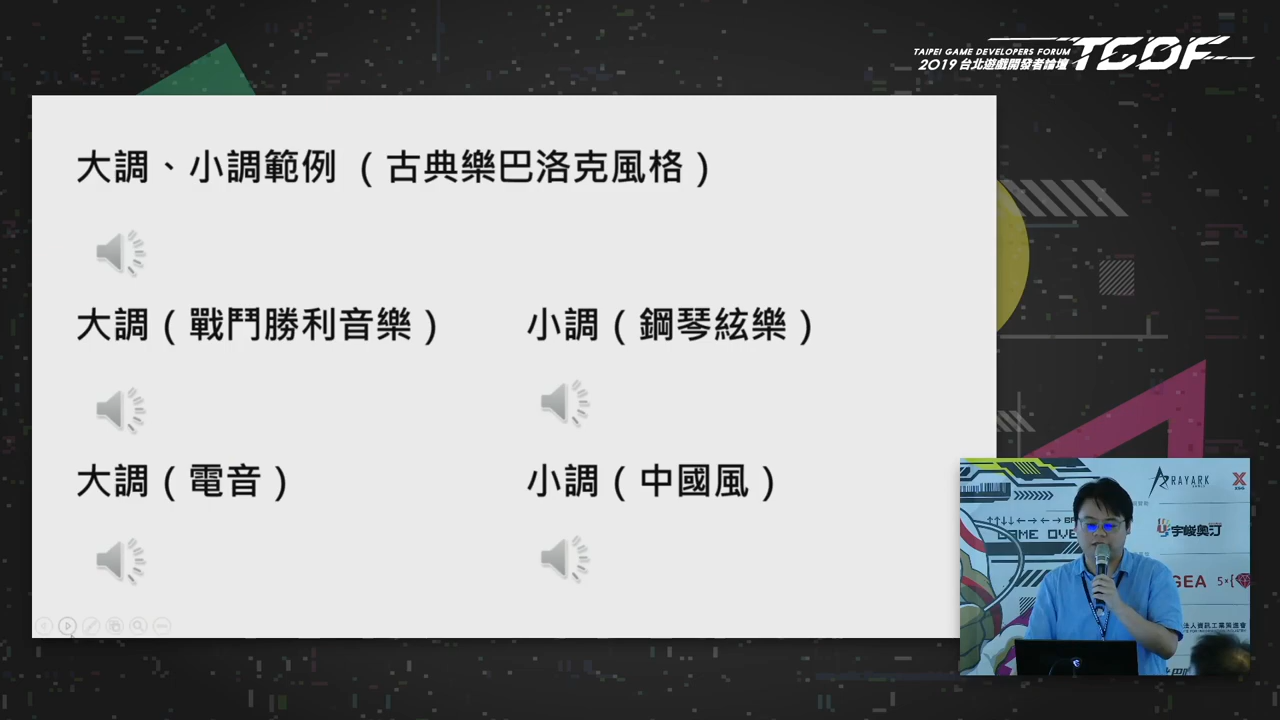 TAIPEI GAME DEVELOPERS FORUM
2019 台北遊戲開發者論壇
TGDF
大調、小調範例 （古典樂巴洛克風格）
大調（戰鬥勝利音樂）
小調（鋼琴絃樂）
大調（電音）
小調（中國風）
RAYARK
宇峻奧汀
GAME OVE
GEA